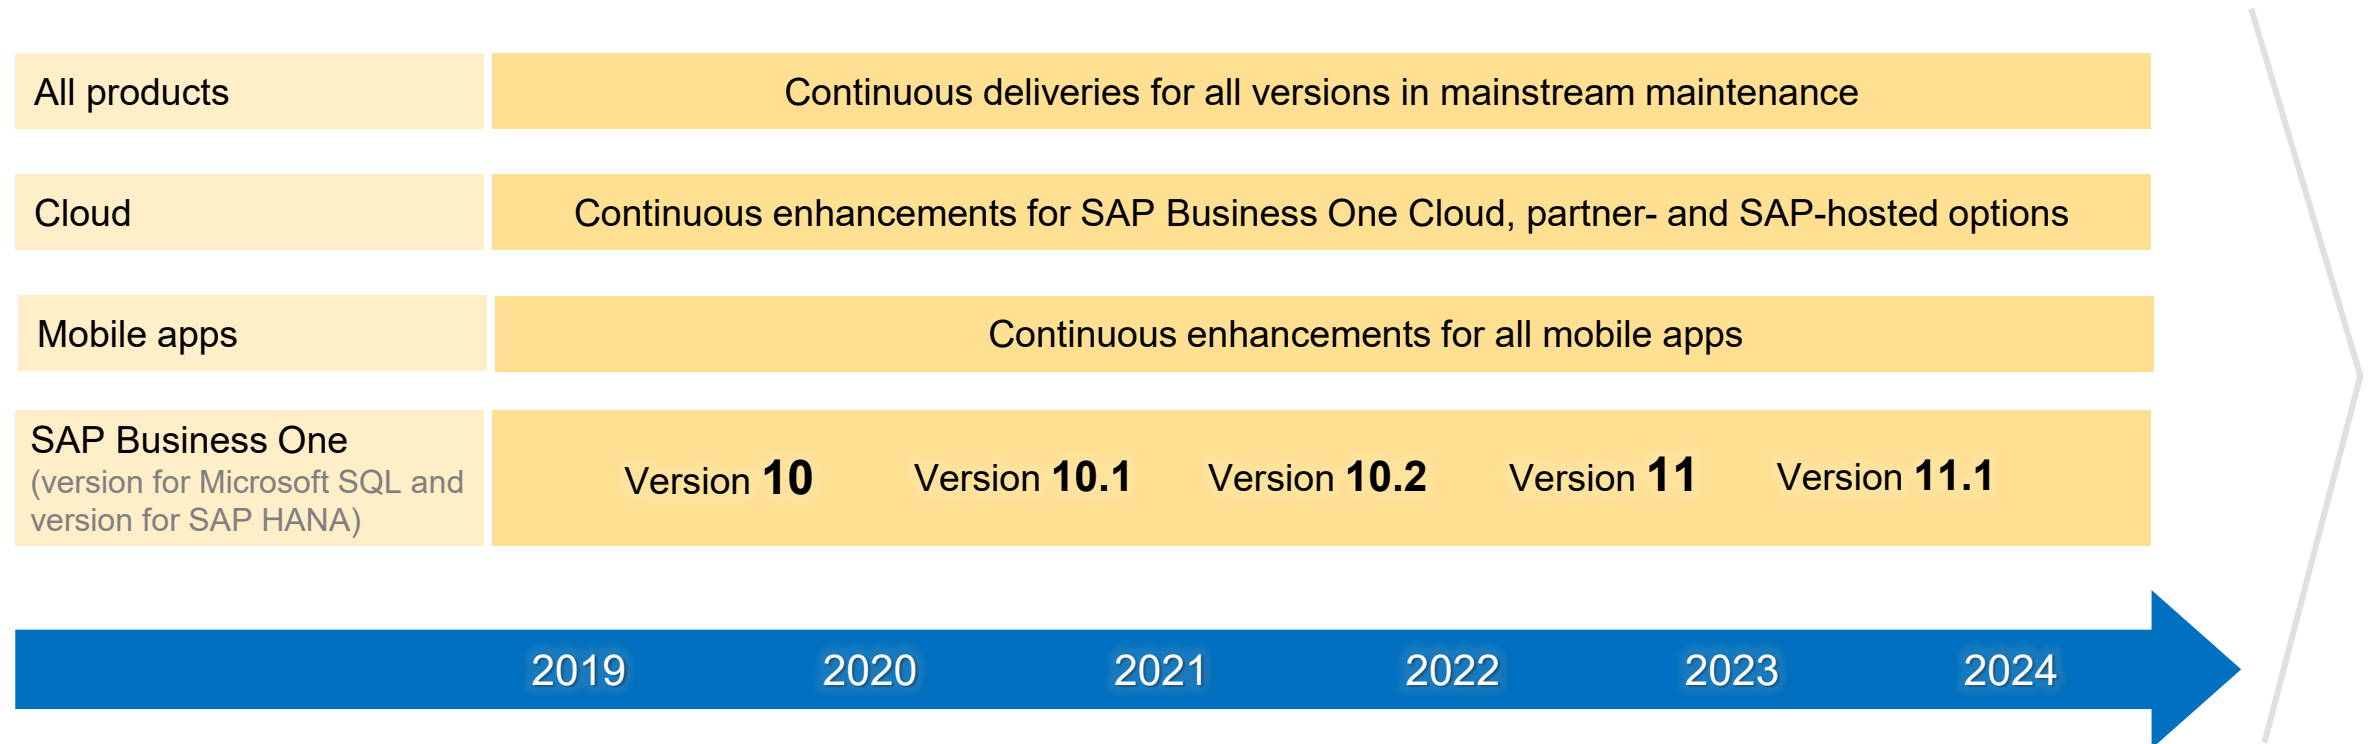 All products
Continuous deliveries for all versions in mainstream maintenance
Cloud
Continuous enhancements for SAP Business One Cloud, partner- and SAP-hosted options
Mobile apps
Continuous enhancements for all mobile apps
SAP Business One
(version for Microsoft SQL and
version for SAP HANA)
Version 10
Version 10.1
Version 10.2
Version 11
Version 11.1
2019
2020
2021
2022
2023
2024